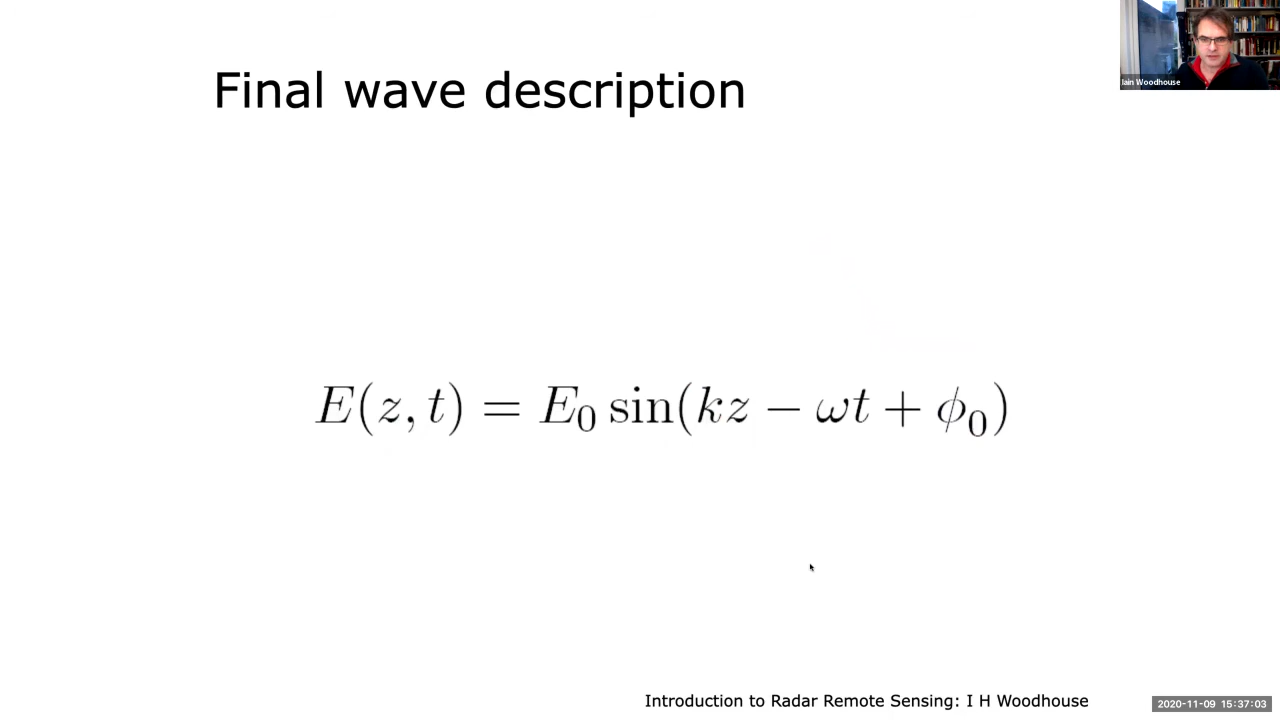 Final wave description
Iain Woodhouse
E(z, t) = E₀ sin(kz − ωt + ϕ₀)
Introduction to Radar Remote Sensing: I H Woodhouse
2020-11-09 15:37:03